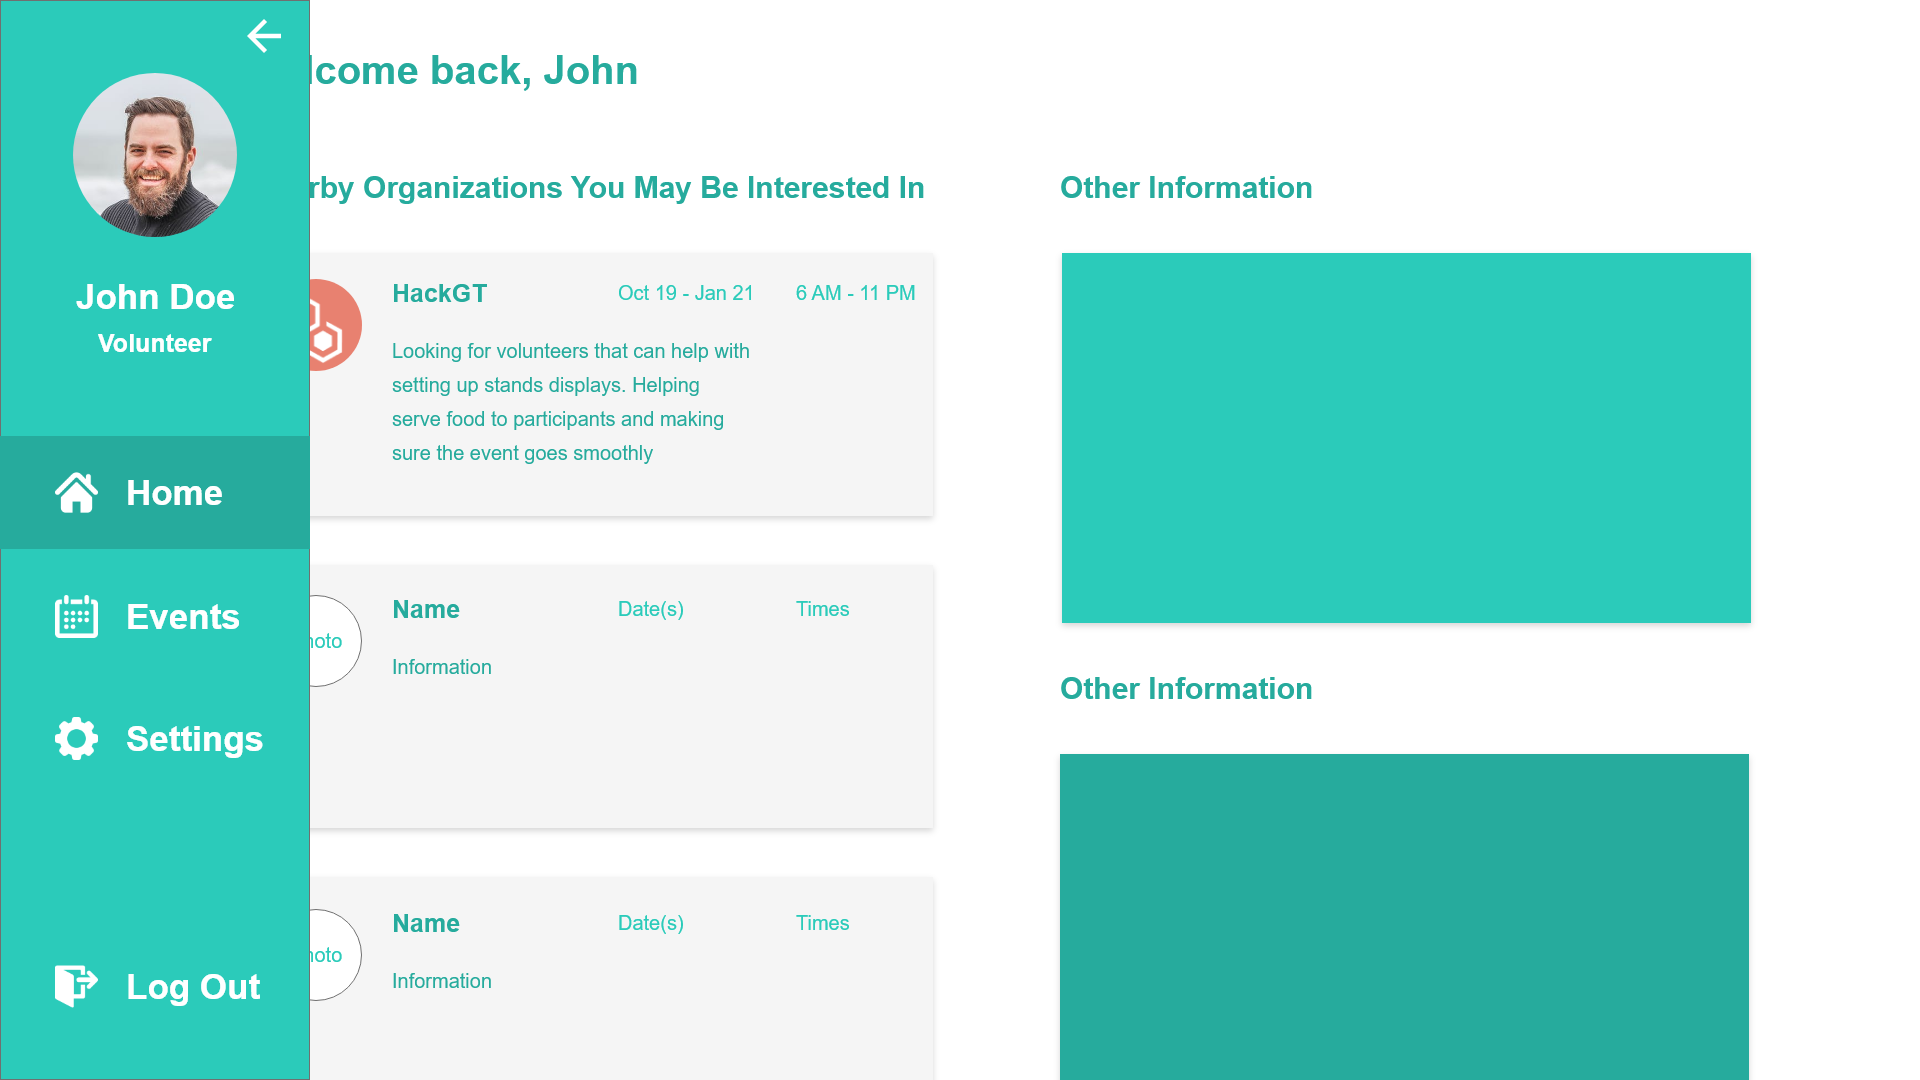 John Doe
Volunteer
Home
Events
Settings
Log Out
lcome back, John
rby Organizations You May Be Interested In
HackGT
Oct 19 - Jan 21
6 AM - 11 PM
Looking for volunteers that can help with
setting up stands displays. Helping
serve food to participants and making
sure the event goes smoothly
oto
Name
Date(s)
Times
Information
oto
Name
Date(s)
Times
Information
Other Information
Other Information